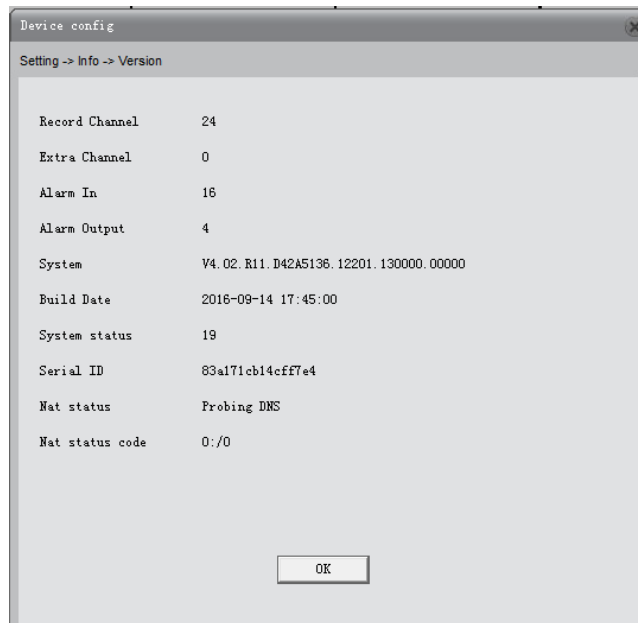 Device config
Setting -> Info -> Version
Record Channel 24
Extra Channel 0
Alarm In 16
Alarm Output 4
System V4.02.R11.D42A5136.12201.130000.00000
Build Date 2016-09-14 17:45:00
System status 19
Serial ID 83a171cb14cff7e4
Nat status Probing DNS
Nat status code 0:/0
OK